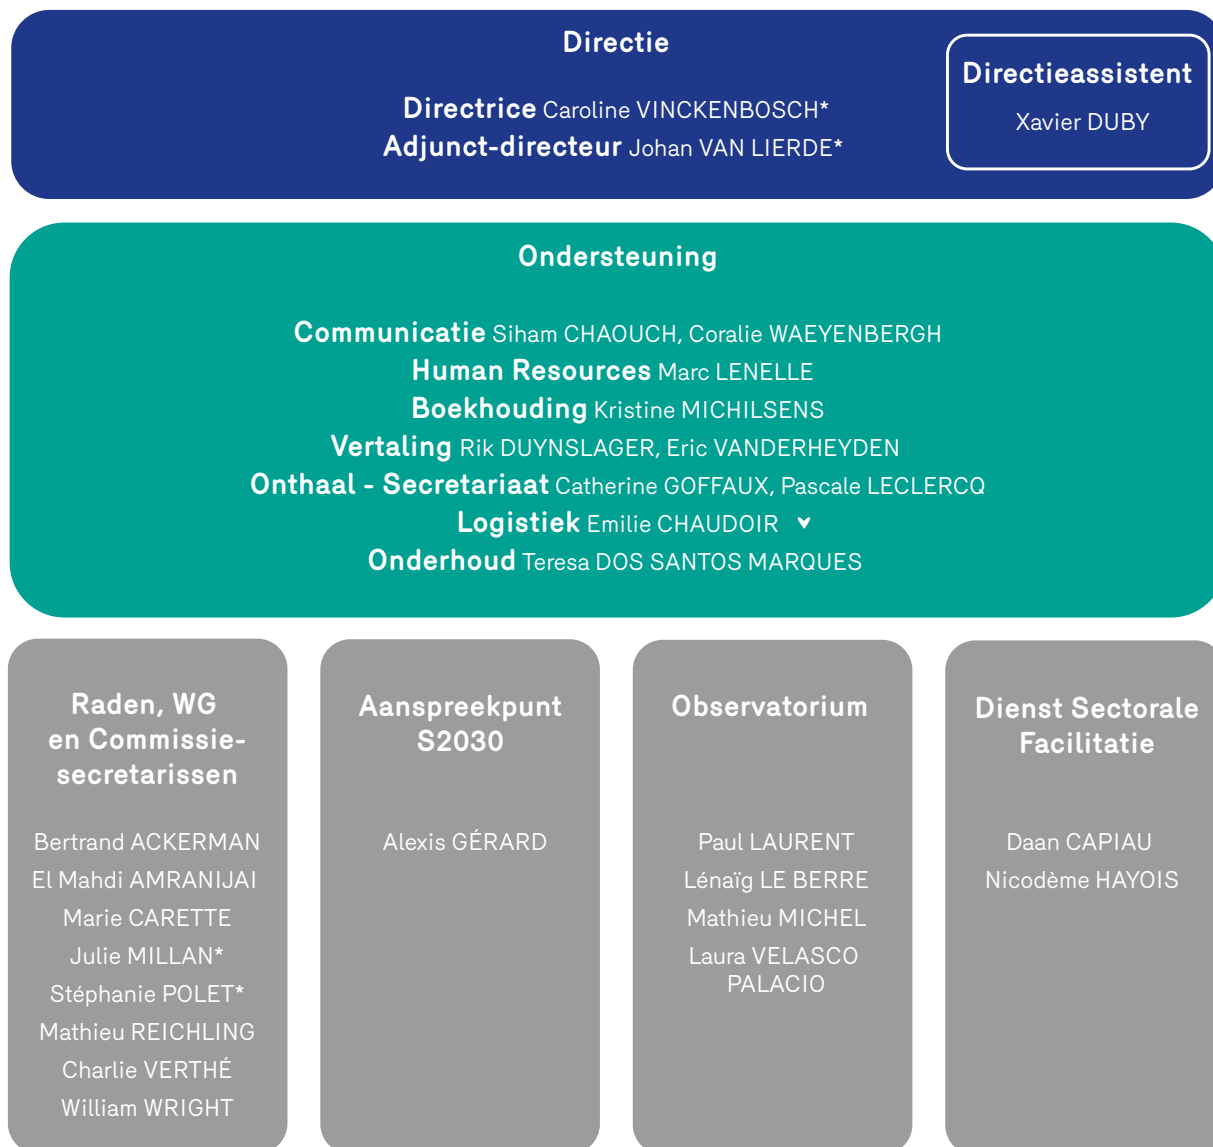 Directie
Directrice Caroline VINCKENBOSCH*
Adjunct-directeur Johan VAN LIERDE*
Directieassistent
Xavier DUBY
Ondersteuning
Communicatie Siham CHAOUCH, Coralie WAEYENBERGH
Human Resources Marc LENELLE
Boekhouding Kristine MICHILSENS
Vertaling Rik DUYNSLAGER, Eric VANDERHEYDEN
Onthaal - Secretariaat Catherine GOFFAUX, Pascale LECLERCQ
Logistiek Emilie CHAUDOIR
Onderhoud Teresa DOS SANTOS MARQUES
Raden, WG
en Commissie-
secretarissen
Bertrand ACKERMAN
El Mahdi AMRANIJAI
Marie CARETTE
Julie MILLAN*
Stéphanie POLET*
Mathieu REICHLING
Charlie VERTHÉ
William WRIGHT
Aanspreekpunt
S2030
Alexis GÉRARD
Observatorium
Paul LAURENT
Lénaïg LE BERRE
Mathieu MICHEL
Laura VELASCO
PALACIO
Dienst Sectorale
Facilitatie
Daan CAPIAU
Nicodème HAYOIS